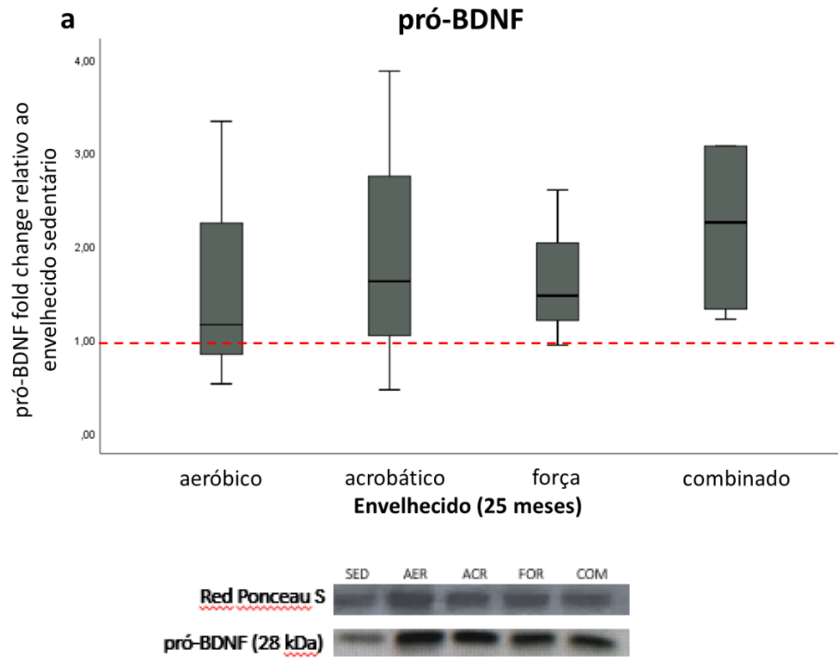 a
pró-BDNF
pró-BDNF fold change relativo ao
envelhecido sedentário
4,00
3,00
2,00
1,00
,00
aeróbico acrobático força combinado
Envelhecido (25 meses)
SED AER ACR FOR COM
Red Ponceau S
pró-BDNF (28 kDa)